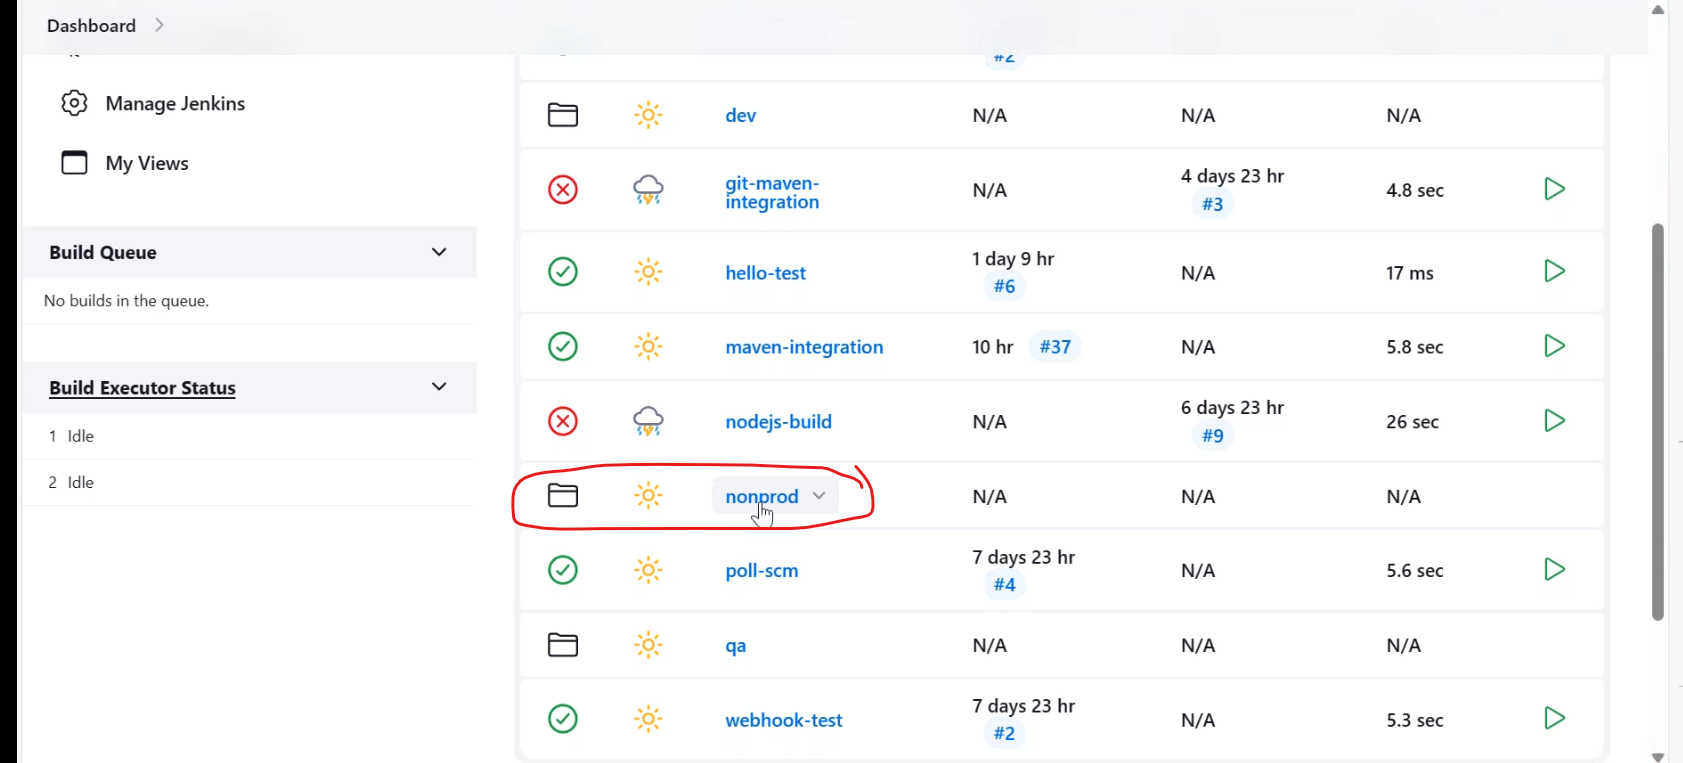 Dashboard
#2
Manage Jenkins
My Views
Build Queue
No builds in the queue.
Build Executor Status
1 Idle
2 Idle
dev N/A N/A N/A
git-maven-
integration N/A 4 days 23 hr
#3 4.8 sec
hello-test 1 day 9 hr
#6 N/A 17 ms
maven-integration 10 hr #37 N/A 5.8 sec
nodejs-build N/A 6 days 23 hr
#9 26 sec
nonprod N/A N/A N/A
poll-scm 7 days 23 hr
#4 N/A 5.6 sec
qa N/A N/A N/A
webhook-test 7 days 23 hr
#2 N/A 5.3 sec